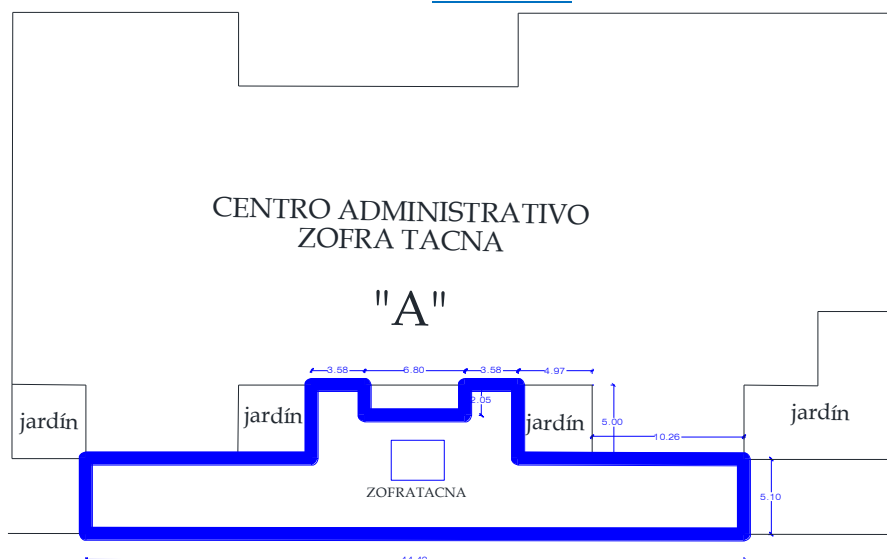 CENTRO ADMINISTRATIVO
ZOFRA TACNA
"A"
3.58
6.80
3.58
4.97
2.05
jardín
jardín
jardín
jardín
5.00
10.26
ZOFRATACNA
5.10